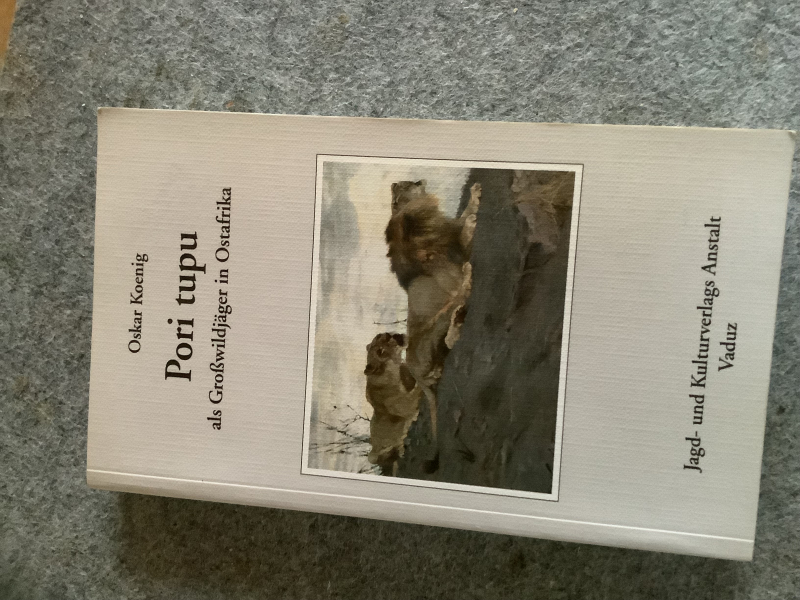 Oskar Koenig
Pori tupu
als Großwildjäger in Ostafrika
Jagd- und Kulturverlags Anstalt
Vaduz